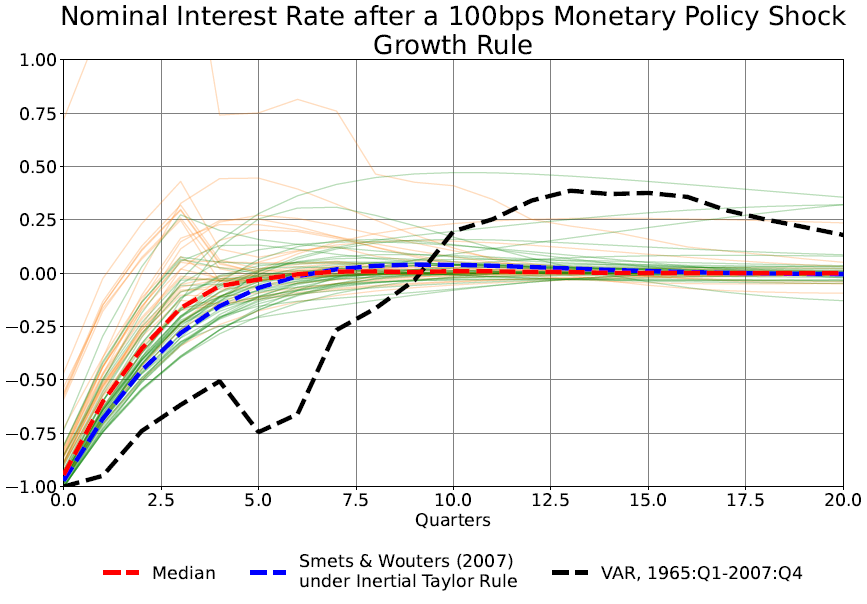 Nominal Interest Rate after a 100bps Monetary Policy Shock
Growth Rule
1.00
0.75
0.50
0.25
0.00
−0.25
−0.50
−0.75
−1.00
0.0 2.5 5.0 7.5 10.0 12.5 15.0 17.5 20.0
Quarters
Median
Smets & Wouters (2007)
under Inertial Taylor Rule
VAR, 1965:Q1-2007:Q4